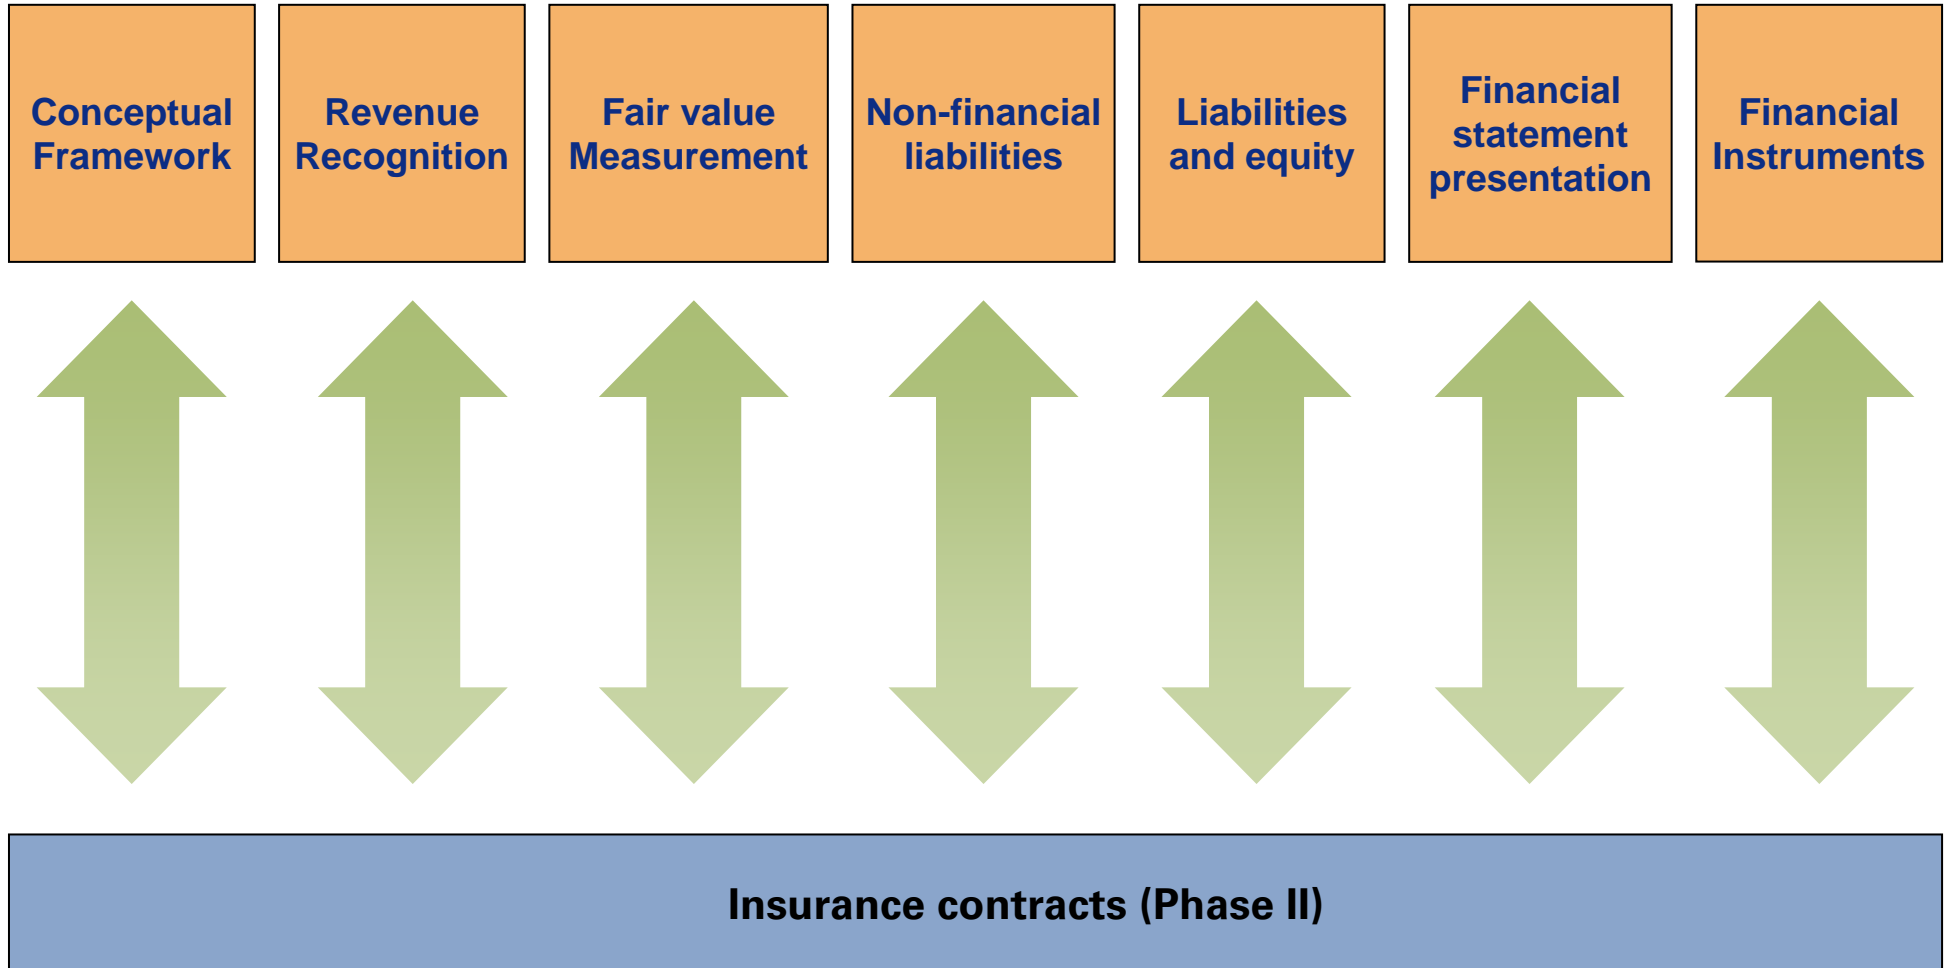 Conceptual
Framework
Revenue
Recognition
Fair value
Measurement
Non-financial
liabilities
Liabilities
and equity
Financial
statement
presentation
Financial
Instruments
Insurance contracts (Phase II)